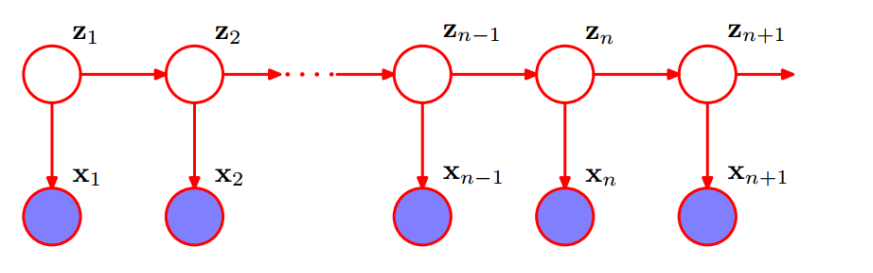 z₁ z₂ zₙ₋₁ zₙ zₙ₊₁
x₁ x₂ xₙ₋₁ xₙ xₙ₊₁